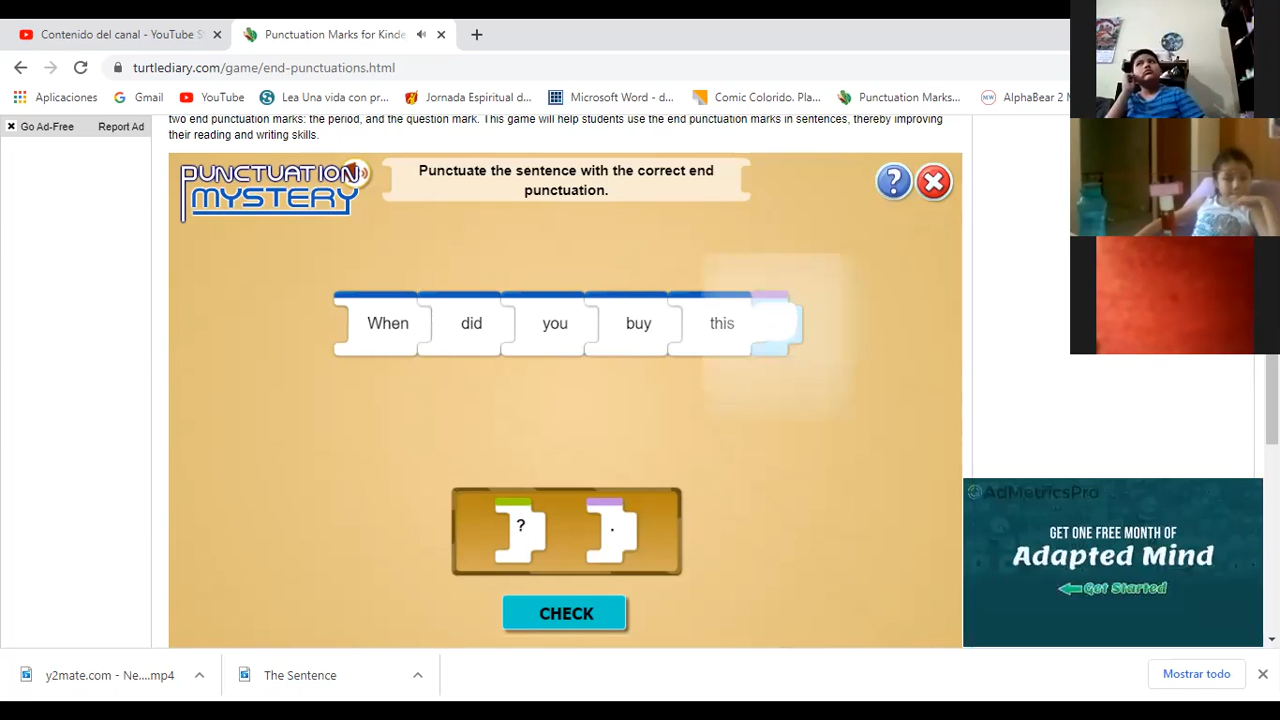 Contenido del canal - YouTube S
Punctuation Marks for Kinde
turtlediary.com/game/end-punctuations.html
Aplicaciones
Gmail
YouTube
Lea Una vida con pr...
Jornada Espiritual d...
Microsoft Word - d...
Comic Colorido. Pla...
Punctuation Marks...
AlphaBear 2 M
Go Ad-Free
Report Ad
two end punctuation marks: the period, and the question mark. This game will help students use the end punctuation marks in sentences, thereby improving
their reading and writing skills.
PUNCTUATION
MYSTERY
Punctuate the sentence with the correct end
punctuation.
?
When did you buy this
? .
CHECK
AdMetricsPro
GET ONE FREE MONTH OF
Adapted Mind
Get Started
y2mate.com - Ne....mp4
The Sentence
Mostrar todo